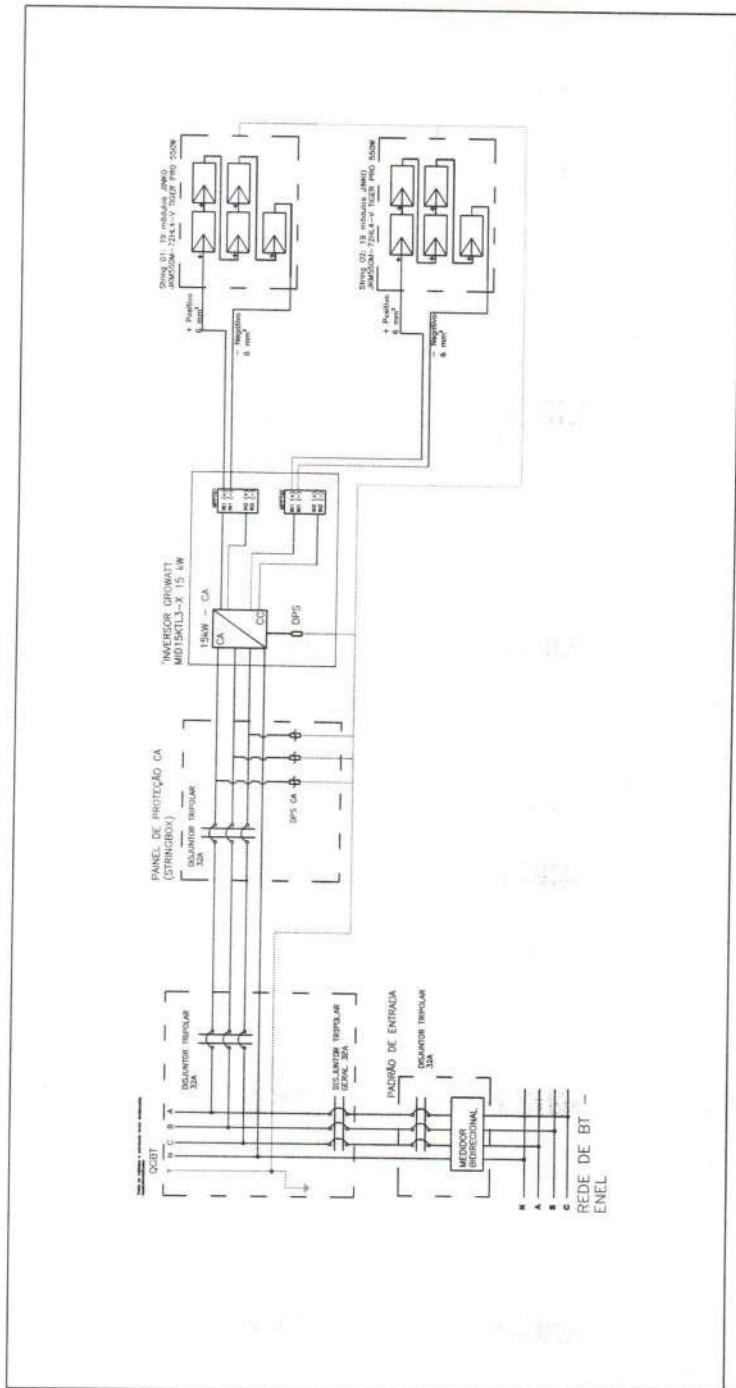 String 01: 19 módulos JINKO
JKM550M-72HL4-V TIGER PRO 550W
+ Positivo
6 mm²
- Negativo
6 mm²
String 02: 19 módulos JINKO
JKM550M-72HL4-V TIGER PRO 550W
+ Positivo
6 mm²
- Negativo
6 mm²
INVERSOR GROWATT
MID15KTL3-X 15 kW
15kW - CA
CA
CC
DPS
PAINEL DE PROTEÇÃO CA
(STRINGBOX)
DISJUNTOR TRIPOLAR
32A
DPS CA
QGBT
A
B
C
N
T
DISJUNTOR TRIPOLAR
32A
DISJUNTOR TRIPOLAR
GERAL 32A
PADRÃO DE ENTRADA
DISJUNTOR TRIPOLAR
32A
MEDIDOR
BIDIRECIONAL
N
A
B
C
REDE DE BT -
ENEL